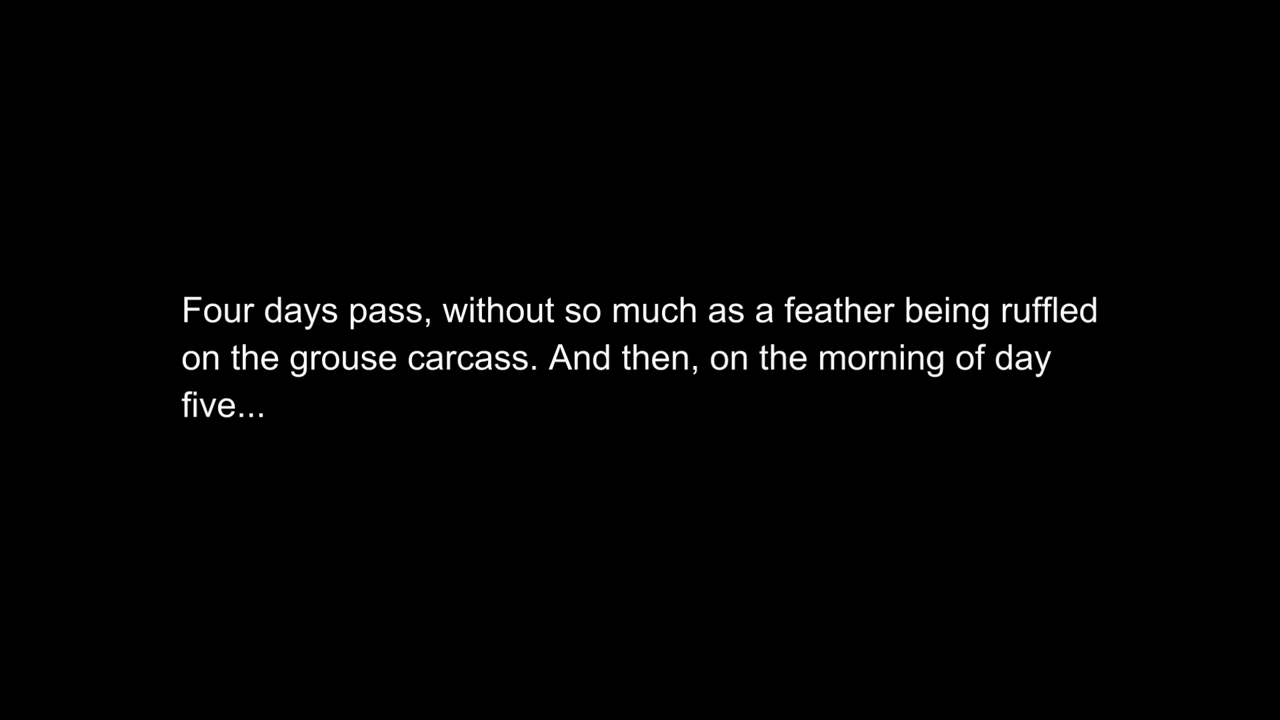 Four days pass, without so much as a feather being ruffled
on the grouse carcass. And then, on the morning of day
five...